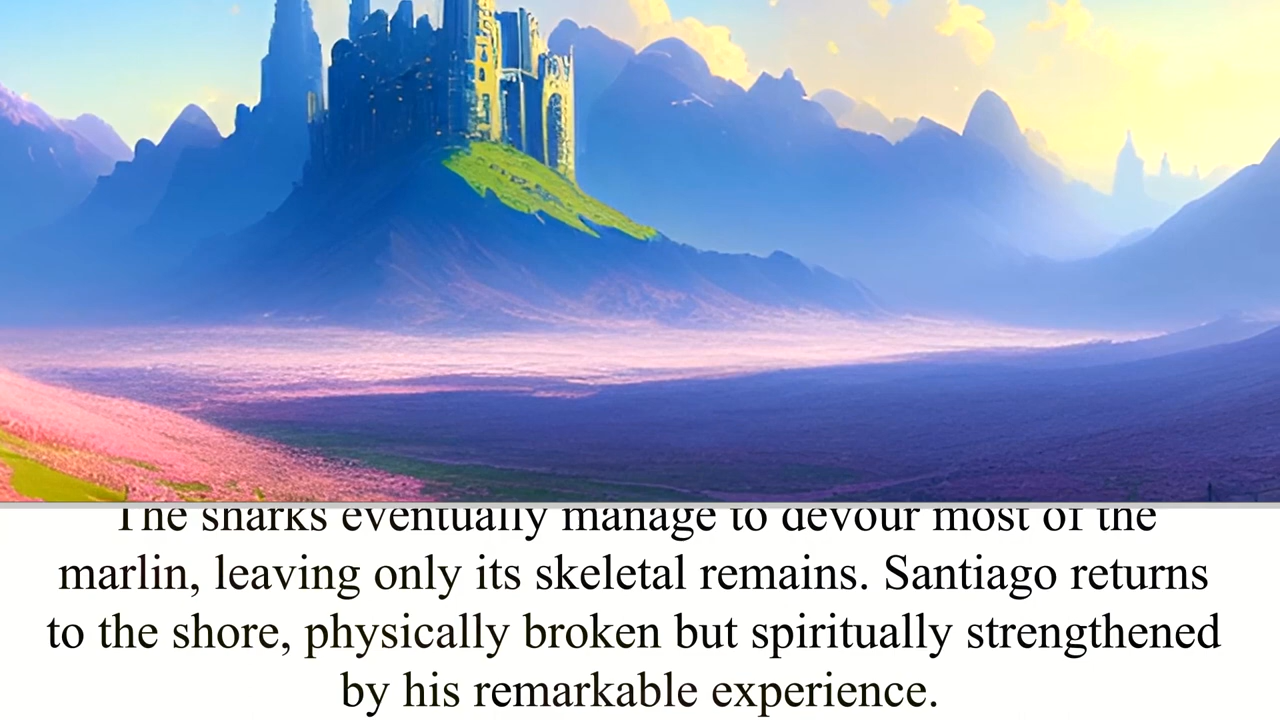 The sharks eventually manage to devour most of the
marlin, leaving only its skeletal remains. Santiago returns
to the shore, physically broken but spiritually strengthened
by his remarkable experience.